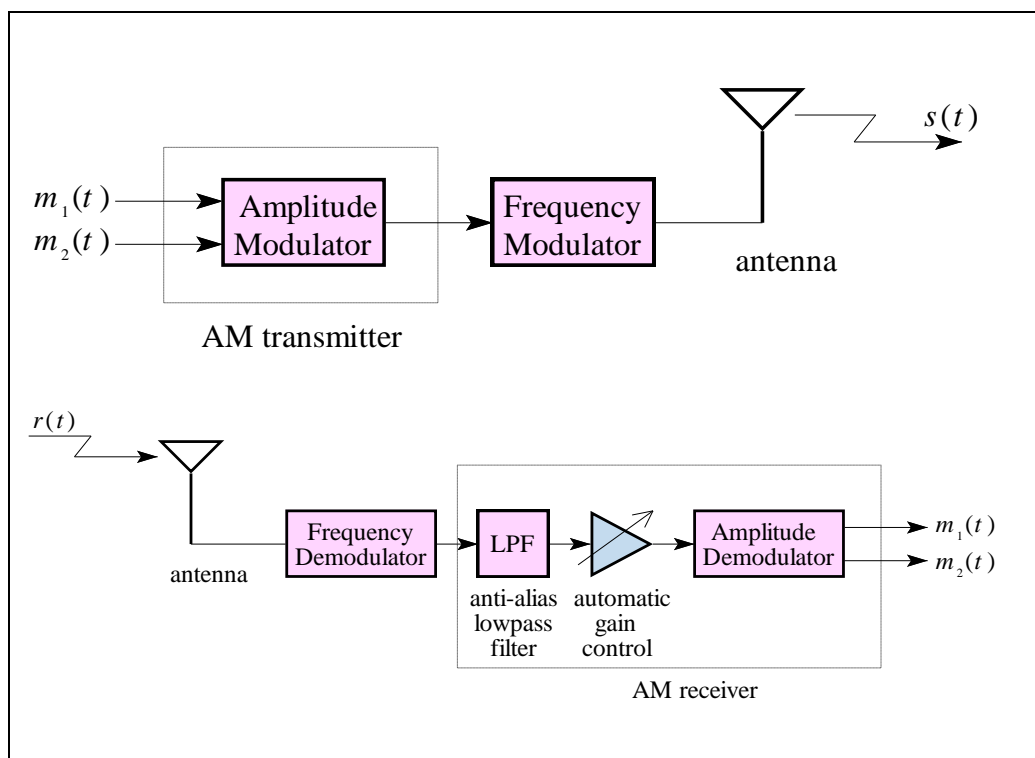 s(t)
m₁(t)
m₂(t)
Amplitude
Modulator
Frequency
Modulator
antenna
AM transmitter
r(t)
Frequency
Demodulator
LPF
Amplitude
Demodulator
m₁(t)
m₂(t)
antenna
anti-alias
lowpass
filter
automatic
gain
control
AM receiver